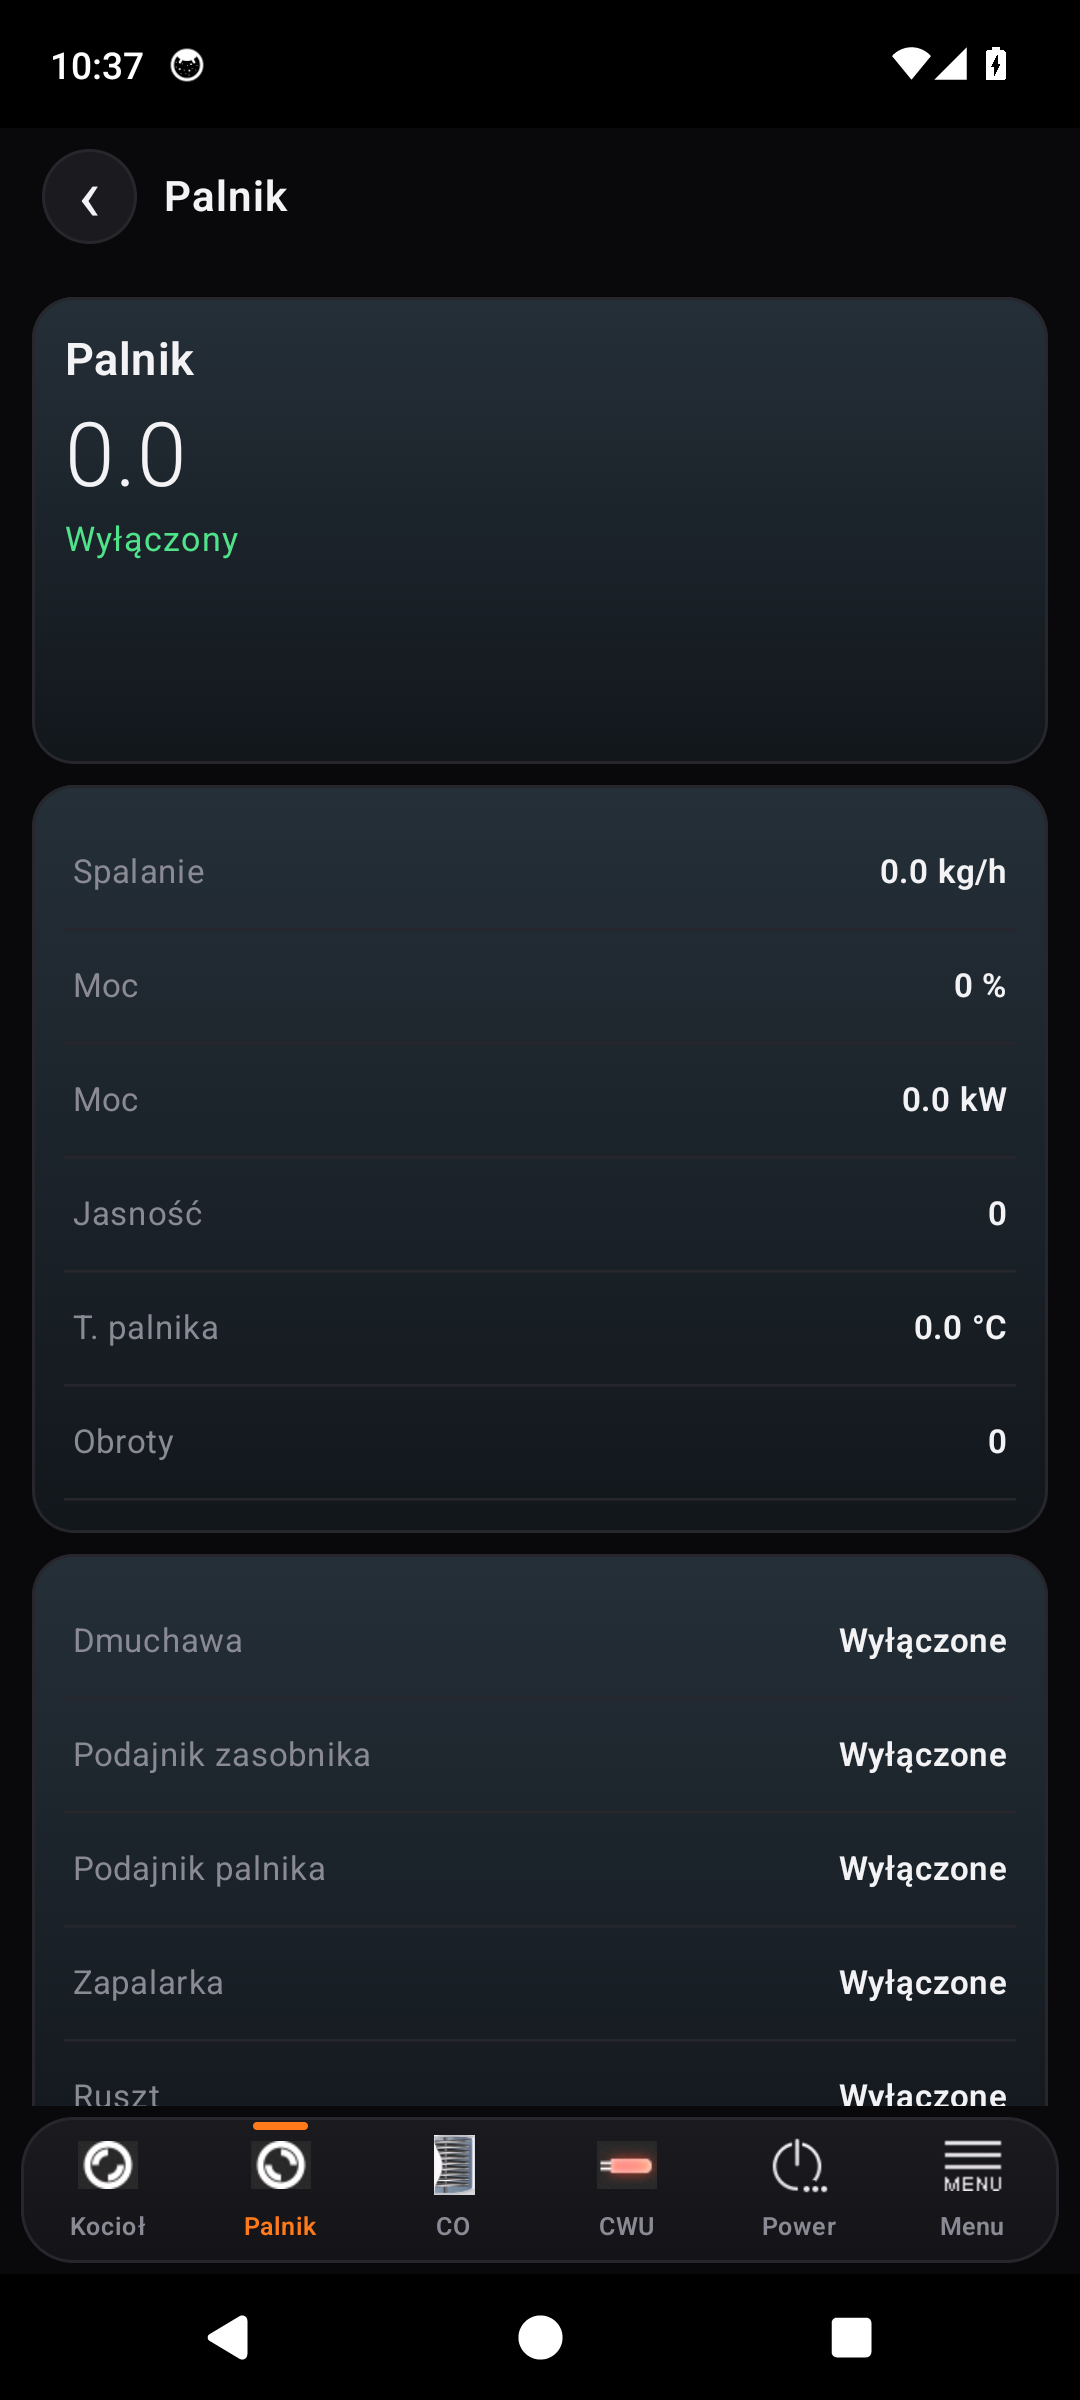 10:37
Palnik
Palnik
0.0
Wyłączony
Spalanie 0.0 kg/h
Moc 0 %
Moc 0.0 kW
Jasność 0
T. palnika 0.0 °C
Obroty 0
Dmuchawa Wyłączone
Podajnik zasobnika Wyłączone
Podajnik palnika Wyłączone
Zapalarka Wyłączone
Ruszt Wyłączone
MENU
Kocioł Palnik CO CWU Power Menu